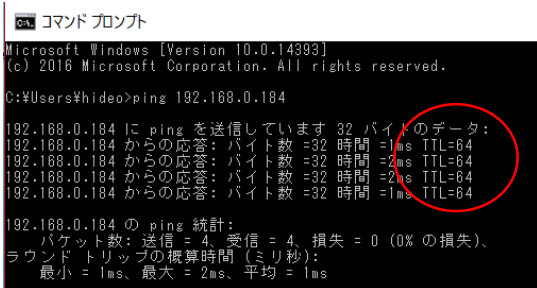 コマンド プロンプト
Microsoft Windows [Version 10.0.14393]
(c) 2016 Microsoft Corporation. All rights reserved.
C:¥Users¥hideo>ping 192.168.0.184
192.168.0.184 に ping を送信しています 32 バイトのデータ:
192.168.0.184 からの応答: バイト数 =32 時間 =1ms TTL=64
192.168.0.184 からの応答: バイト数 =32 時間 =2ms TTL=64
192.168.0.184 からの応答: バイト数 =32 時間 =2ms TTL=64
192.168.0.184 からの応答: バイト数 =32 時間 =1ms TTL=64
192.168.0.184 の ping 統計:
パケット数: 送信 = 4、受信 = 4、損失 = 0 (0% の損失)、
ラウンド トリップの概算時間 (ミリ秒):
最小 = 1ms、最大 = 2ms、平均 = 1ms